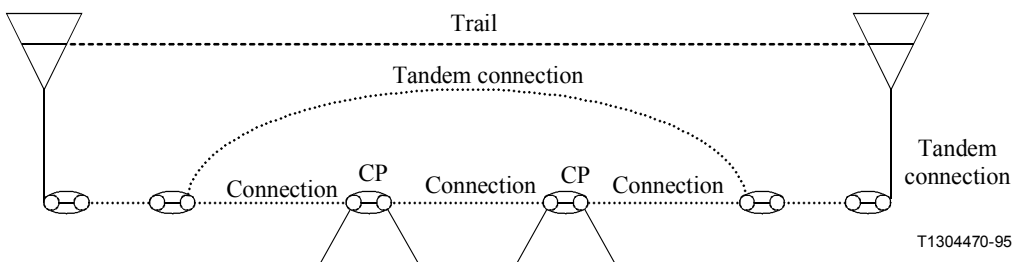 Trail
Tandem connection
CP
CP
Connection
Connection
Connection
Tandem
connection
T1304470-95